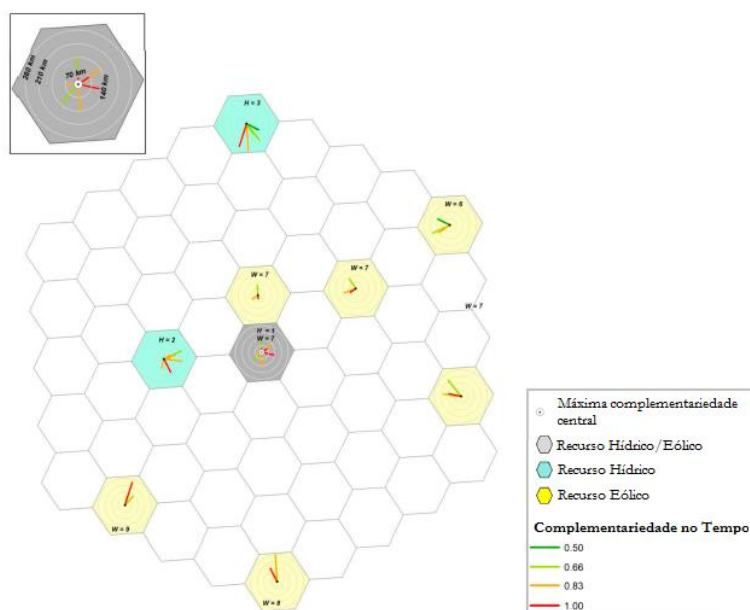 260 km
210 km
70 km
140 km
H = 3
W = 6
W = 7
W = 7
W = 7
W = 7
H = 2
W = 9
W = 8
Máxima complementariedade
central
Recurso Hídrico/Eólico
Recurso Hídrico
Recurso Eólico
Complementariedade no Tempo
0.50
0.66
0.83
1.00